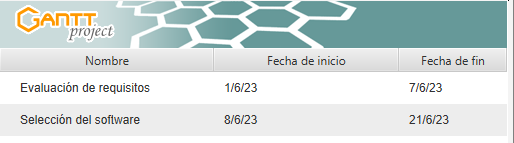 GANTT
project
Nombre Fecha de inicio Fecha de fin
Evaluación de requisitos 1/6/23 7/6/23
Selección del software 8/6/23 21/6/23